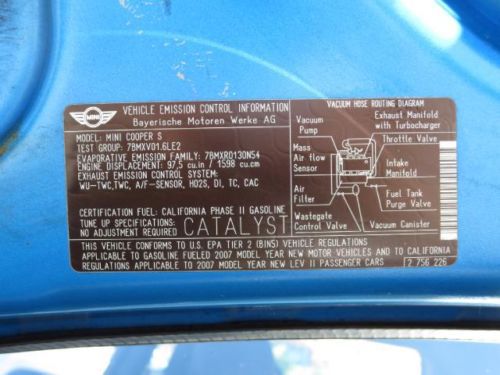 MINI
VEHICLE EMISSION CONTROL INFORMATION
Bayerische Motoren Werke AG
MODEL: MINI COOPER S
TEST GROUP: 7BMXV01.6LE2
EVAPORATIVE EMISSION FAMILY: 7BMXR0130N54
ENGINE DISPLACEMENT: 97,5 cu.in / 1598 ccm
EXHAUST EMISSION CONTROL SYSTEM:
WU-TWC,TWC, A/F-SENSOR, HO2S, DI, TC, CAC
CERTIFICATION FUEL: CALIFORNIA PHASE II GASOLINE
TUNE UP SPECIFICATIONS:
NO ADJUSTMENT REQUIRED
CATALYST
VACUUM HOSE ROUTING DIAGRAM
Vacuum
Pump
Exhaust Manifold
with Turbocharger
Throttle Valve
Mass
Air flow
Sensor
Intake
Manifold
Air
Filter
Fuel Tank
Purge Valve
Wastegate
Control Valve
Vacuum Canister
THIS VEHICLE CONFORMS TO U.S. EPA TIER 2 (BIN5) VEHICLE REGULATIONS
APPLICABLE TO GASOLINE FUELED 2007 MODEL YEAR NEW MOTOR VEHICLES AND TO CALIFORNIA
REGULATIONS APPLICABLE TO 2007 MODEL YEAR NEW LEV II PASSENGER CARS
2 756 226